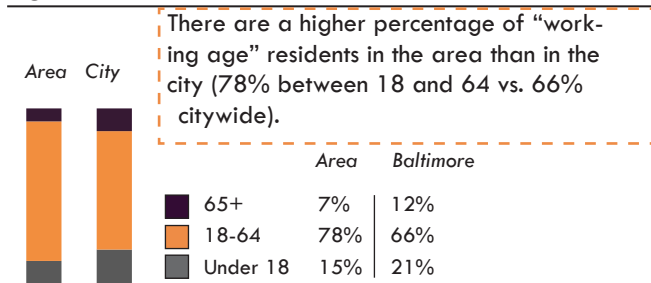 There are a higher percentage of “work-
ing age” residents in the area than in the
city (78% between 18 and 64 vs. 66%
citywide).
Area City
Area Baltimore
65+ 7% 12%
18-64 78% 66%
Under 18 15% 21%